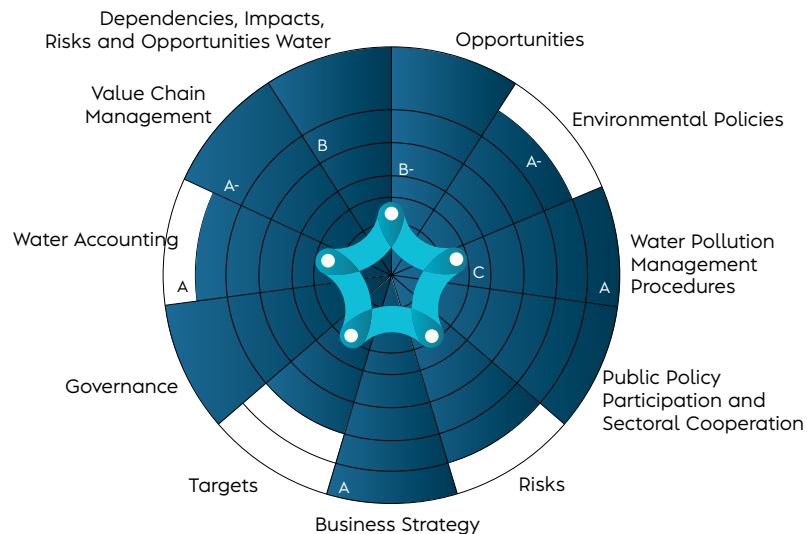 Dependencies, Impacts,
Risks and Opportunities Water
Opportunities
Value Chain
Management
Environmental Policies
B
B-
A-
A-
Water Accounting
Water Pollution
Management
Procedures
C
A
A
Governance
Public Policy
Participation and
Sectoral Cooperation
Targets
A
Risks
Business Strategy